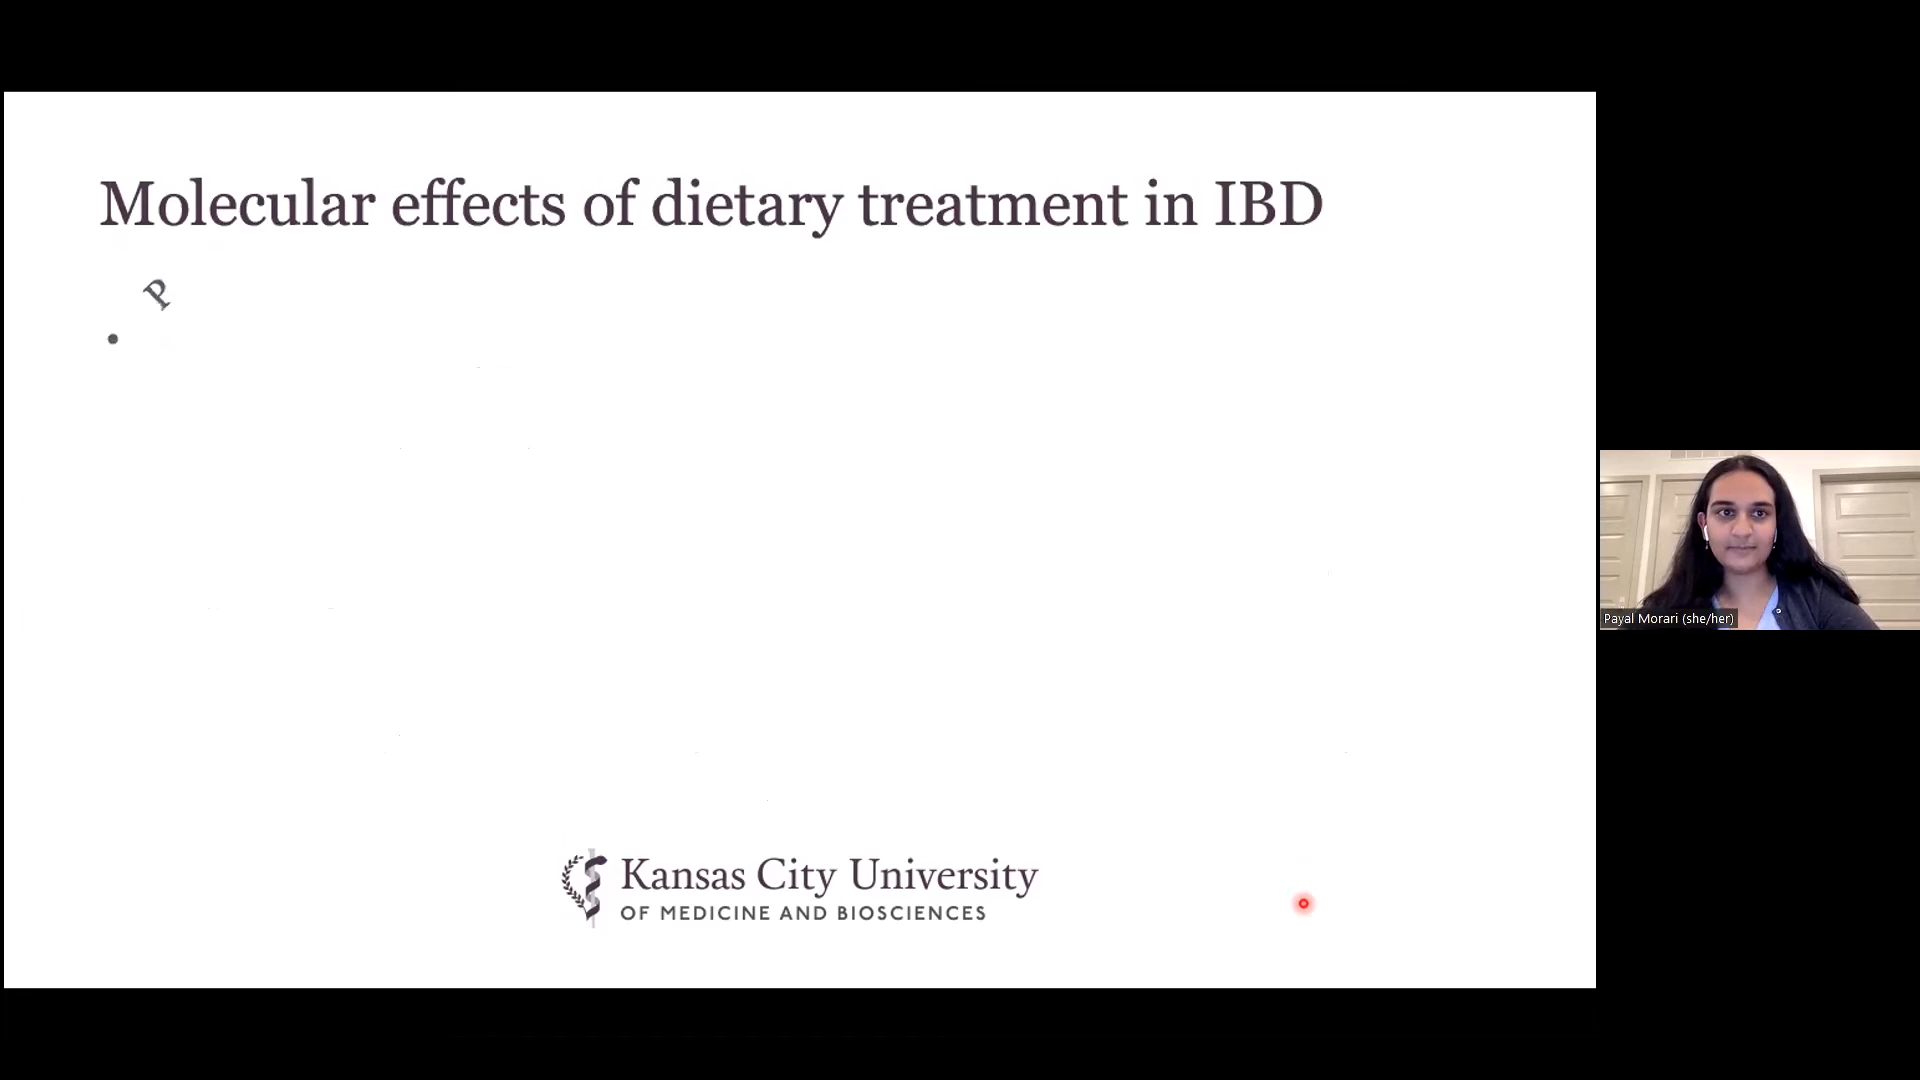 Molecular effects of dietary treatment in IBD
• P
Kansas City University
OF MEDICINE AND BIOSCIENCES
Payal Morari (she/her)